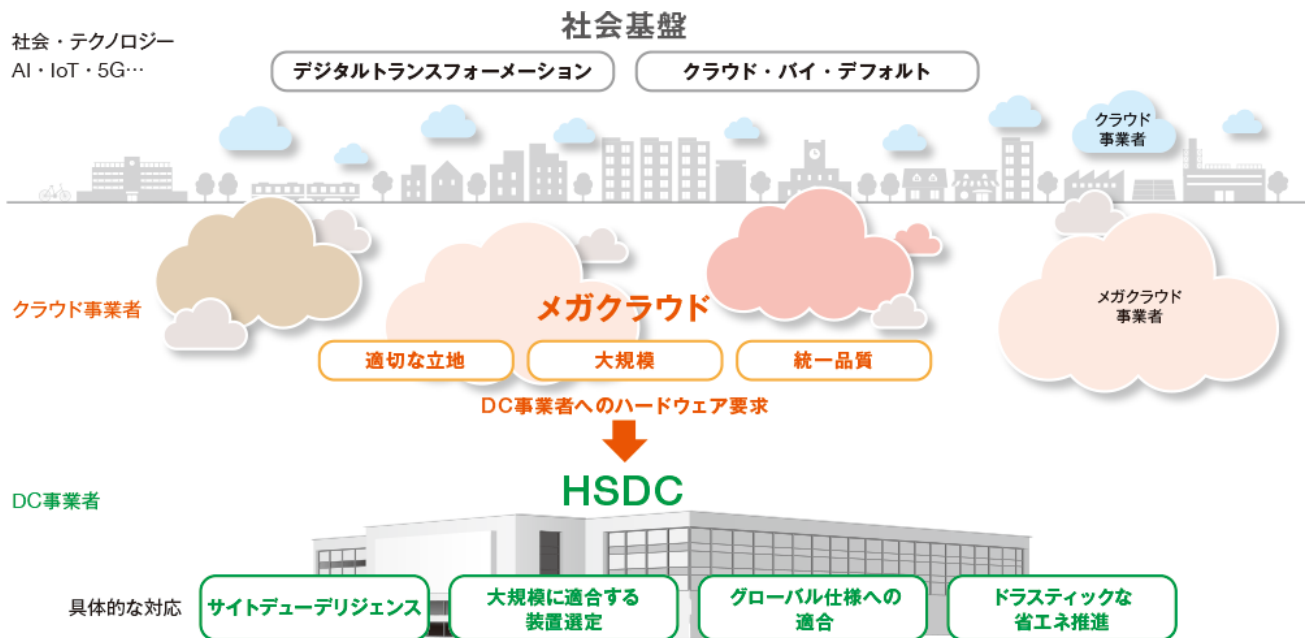 社会基盤
社会・テクノロジー
AI・IoT・5G…
デジタルトランスフォーメーション
クラウド・バイ・デフォルト
クラウド
事業者
クラウド事業者
メガクラウド
メガクラウド
事業者
適切な立地
大規模
統一品質
DC事業者へのハードウェア要求
HSDC
DC事業者
具体的な対応
サイトデューデリジェンス
大規模に適合する
装置選定
グローバル仕様への
適合
ドラスティックな
省エネ推進